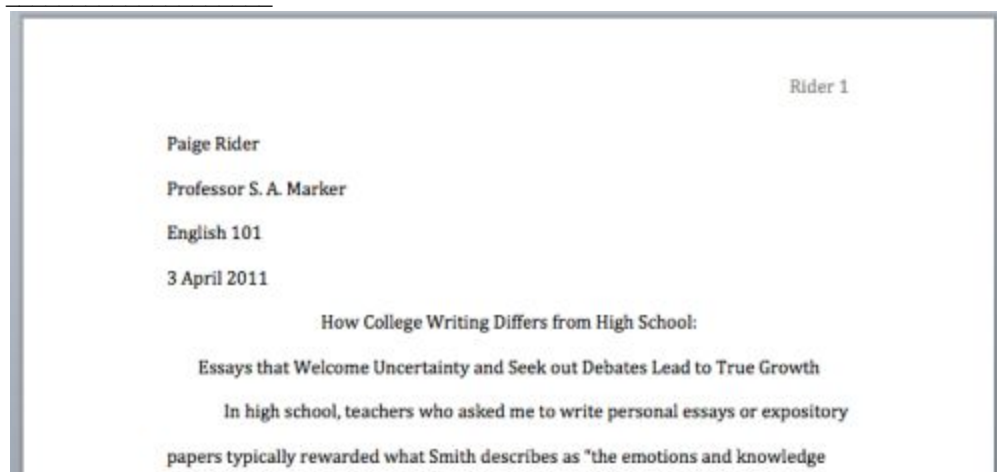 Rider 1
Paige Rider
Professor S. A. Marker
English 101
3 April 2011
How College Writing Differs from High School:
Essays that Welcome Uncertainty and Seek out Debates Lead to True Growth
In high school, teachers who asked me to write personal essays or expository
papers typically rewarded what Smith describes as "the emotions and knowledge